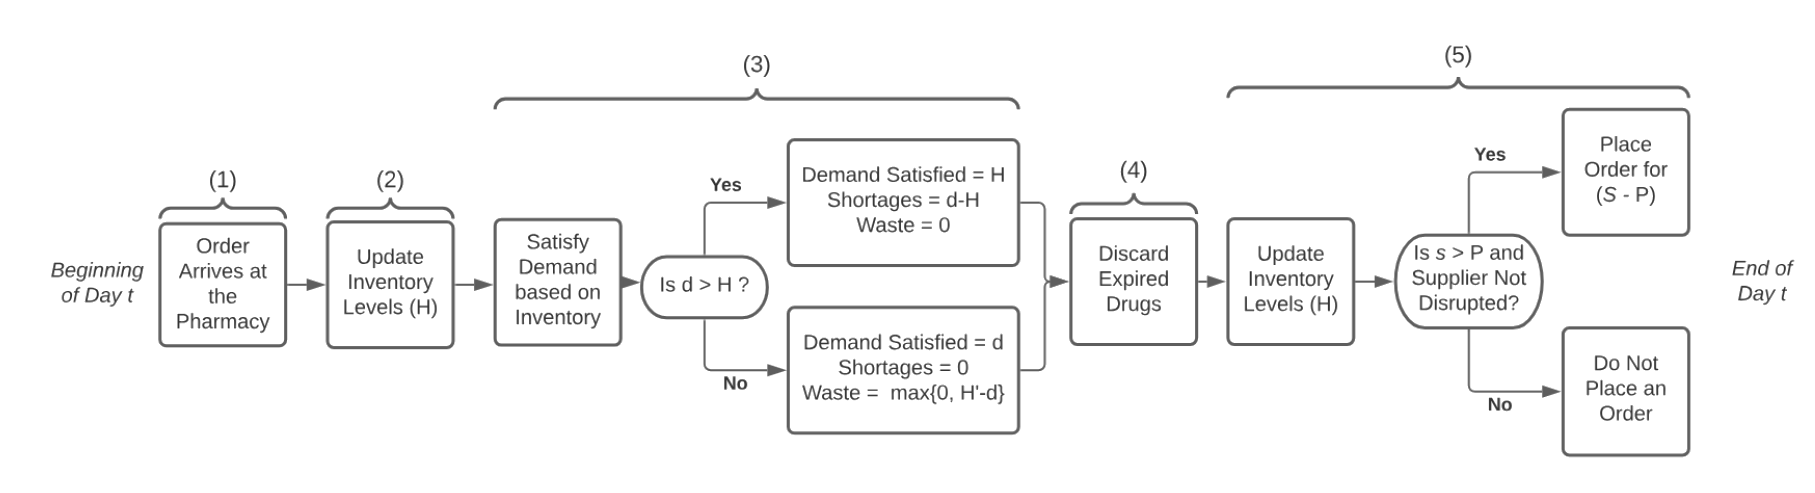 Beginning
of Day t
(1)
Order
Arrives at
the
Pharmacy
(2)
Update
Inventory
Levels (H)
(3)
Satisfy
Demand
based on
Inventory
Is d > H ?
Yes
Demand Satisfied = H
Shortages = d-H
Waste = 0
No
Demand Satisfied = d
Shortages = 0
Waste = max{0, H'-d}
(4)
Discard
Expired
Drugs
(5)
Update
Inventory
Levels (H)
Is s > P and
Supplier Not
Disrupted?
Yes
Place
Order for
(S - P)
No
Do Not
Place an
Order
End of
Day t